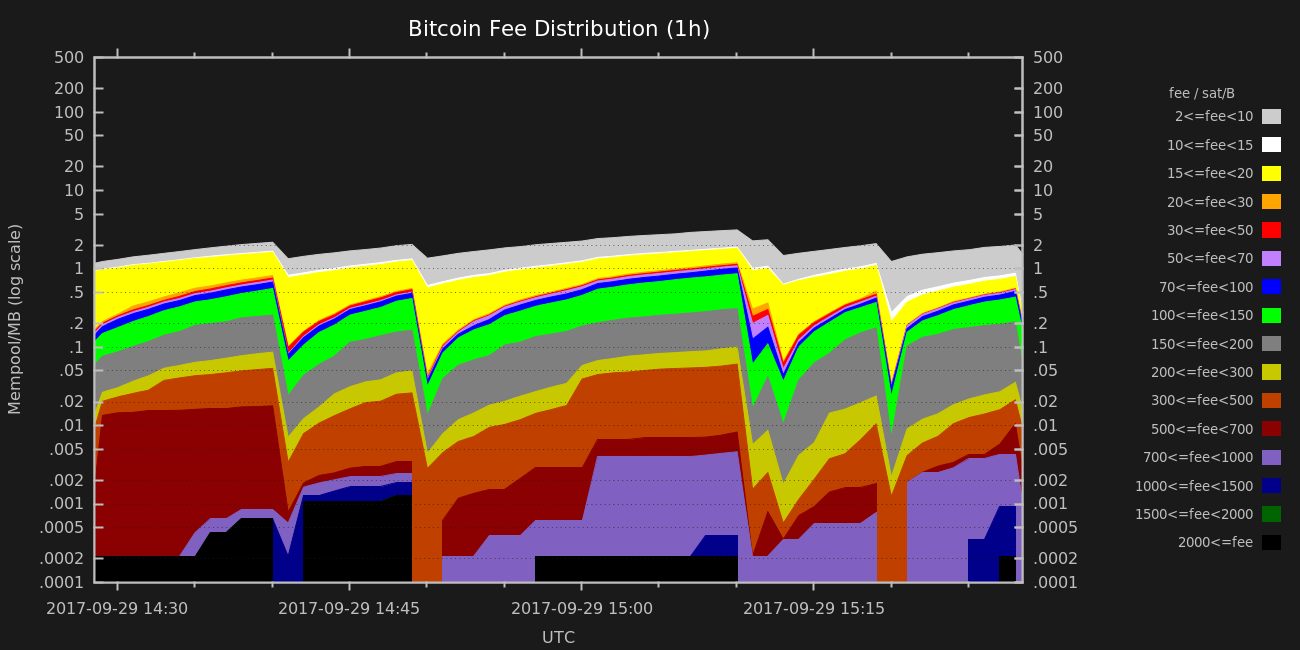 Bitcoin Fee Distribution (1h)
Mempool/MB (log scale)
500
200
100
50
20
10
5
2
1
.5
.2
.1
.05
.02
.01
.005
.002
.001
.0005
.0002
.0001
500
200
100
50
20
10
5
2
1
.5
.2
.1
.05
.02
.01
.005
.002
.001
.0005
.0002
.0001
2017-09-29 14:30
2017-09-29 14:45
2017-09-29 15:00
2017-09-29 15:15
UTC
fee / sat/B
2<=fee<10
10<=fee<15
15<=fee<20
20<=fee<30
30<=fee<50
50<=fee<70
70<=fee<100
100<=fee<150
150<=fee<200
200<=fee<300
300<=fee<500
500<=fee<700
700<=fee<1000
1000<=fee<1500
1500<=fee<2000
2000<=fee